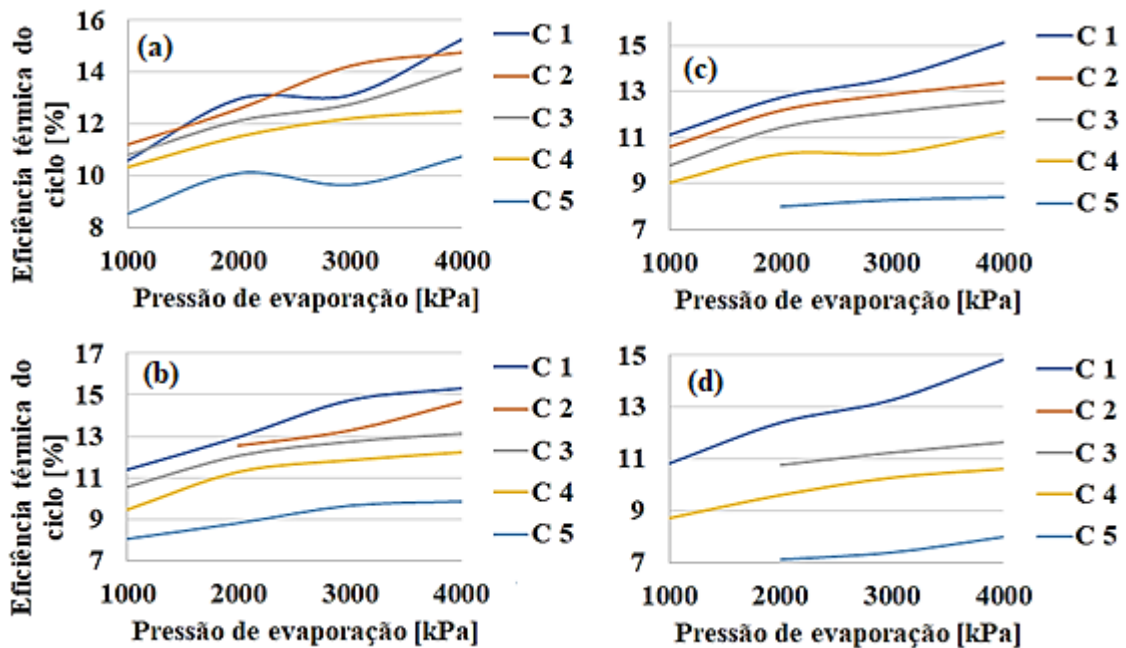 Eficiência térmica do
ciclo [%]
(a)
16
14
12
10
8
1000 2000 3000 4000
Pressão de evaporação [kPa]
C 1
C 2
C 3
C 4
C 5
(c)
15
13
11
9
7
1000 2000 3000 4000
Pressão de evaporação [kPa]
C 1
C 2
C 3
C 4
C 5
Eficiência térmica do
ciclo [%]
(b)
17
15
13
11
9
7
1000 2000 3000 4000
Pressão de evaporação [kPa]
C 1
C 2
C 3
C 4
C 5
(d)
15
13
11
9
7
1000 2000 3000 4000
Pressão de evaporação [kPa]
C 1
C 2
C 3
C 4
C 5